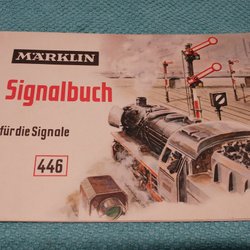 MÄRKLIN
Signalbuch
für die Signale
446